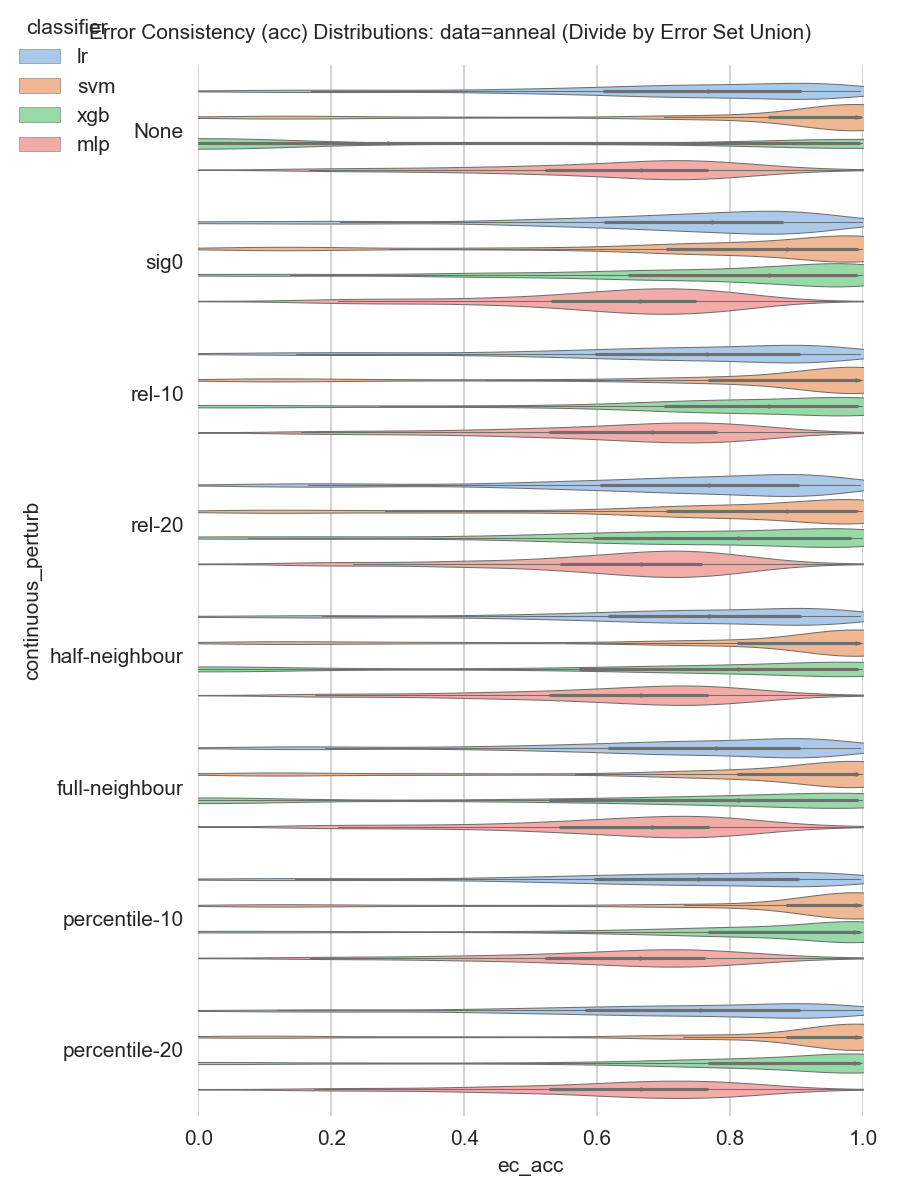 Error Consistency (acc) Distributions: data=anneal (Divide by Error Set Union)
classifier
lr
svm
xgb
mlp
None
sig0
rel-10
rel-20
half-neighbour
full-neighbour
percentile-10
percentile-20
continuous_perturb
0.0 0.2 0.4 0.6 0.8 1.0
ec_acc